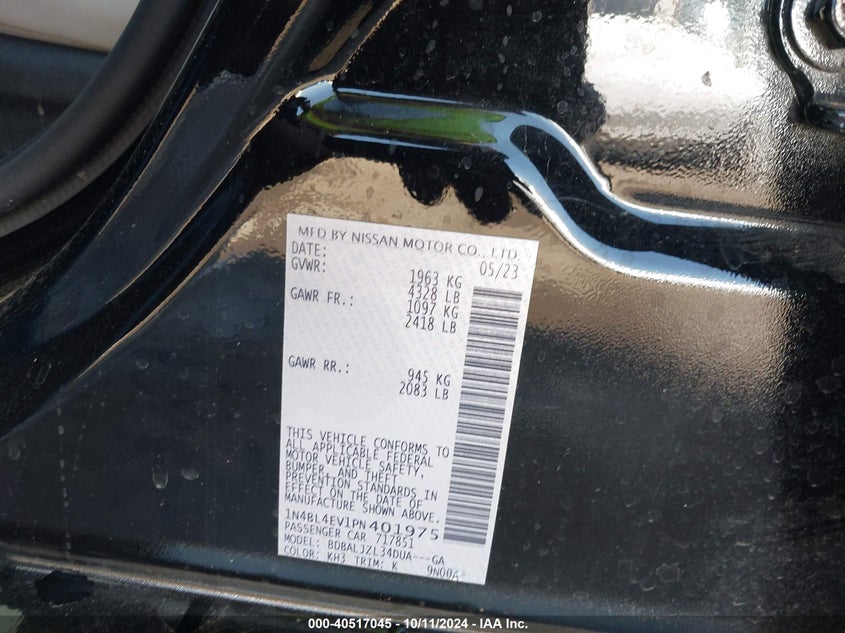 MFD BY NISSAN MOTOR CO., LTD.
DATE: 05/23
GVWR: 1963 KG
4328 LB
GAWR FR.: 1097 KG
2418 LB
GAWR RR.: 945 KG
2083 LB
THIS VEHICLE CONFORMS TO
ALL APPLICABLE FEDERAL
MOTOR VEHICLE SAFETY,
BUMPER, AND THEFT
PREVENTION STANDARDS IN
EFFECT ON THE DATE OF
MANUFACTURE SHOWN ABOVE.
1N4BL4EV1PN401975
PASSENGER CAR 717851
MODEL: BDBALJZL34DUA---GA
COLOR: KH3 TRIM: K
000-40517045 - 10/11/2024 - IAA Inc.